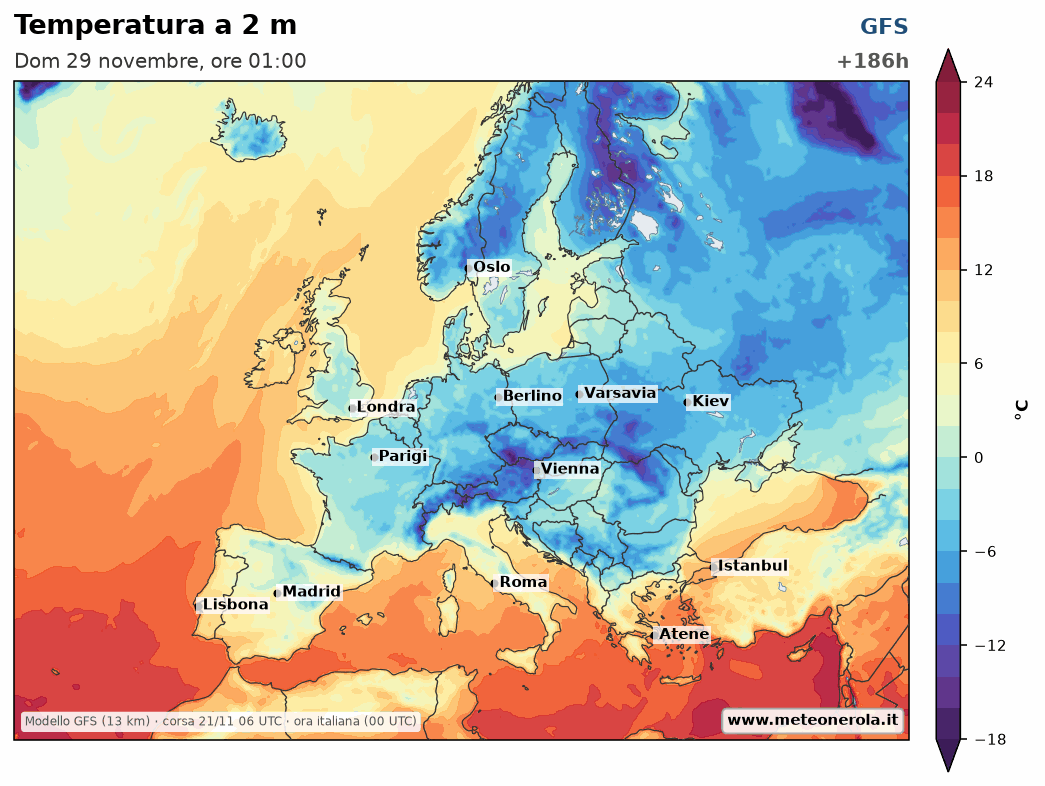 Temperatura a 2 m
GFS
Dom 29 novembre, ore 01:00
+186h
24
18
12
6
0
−6
−12
−18
°C
Oslo
Berlino
Varsavia
Kiev
Londra
Parigi
Vienna
Istanbul
Roma
Madrid
Lisbona
Atene
Modello GFS (13 km) · corsa 21/11 06 UTC · ora italiana (00 UTC)
www.meteonerola.it